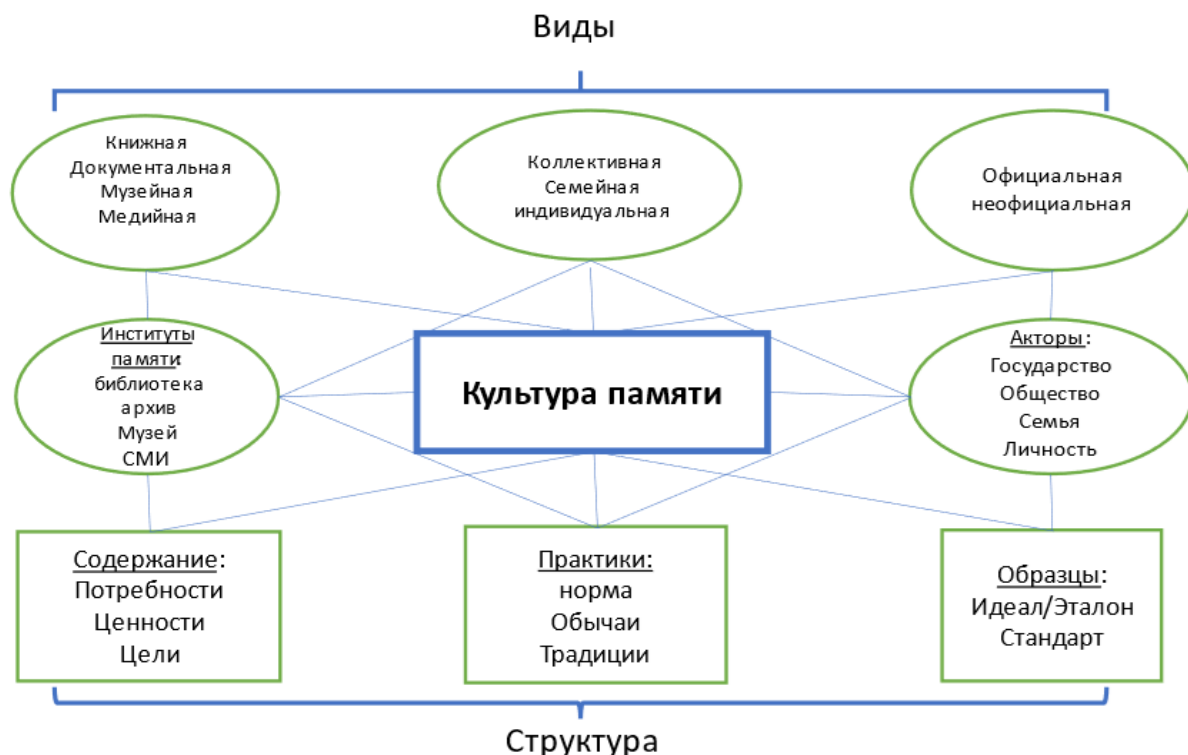 Виды
Книжная
Документальная
Музейная
Медийная
Коллективная
Семейная
индивидуальная
Официальная
неофициальная
Институты
памяти:
библиотека
архив
Музей
СМИ
Культура памяти
Акторы:
Государство
Общество
Семья
Личность
Содержание:
Потребности
Ценности
Цели
Практики:
норма
Обычаи
Традиции
Образцы:
Идеал/Эталон
Стандарт
Структура